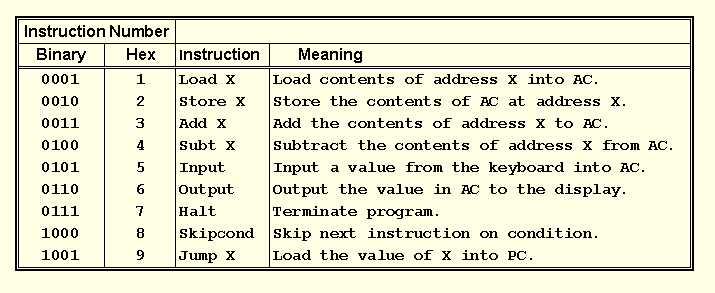 Instruction Number
Binary Hex Instruction Meaning
0001 1 Load X Load contents of address X into AC.
0010 2 Store X Store the contents of AC at address X.
0011 3 Add X Add the contents of address X to AC.
0100 4 Subt X Subtract the contents of address X from AC.
0101 5 Input Input a value from the keyboard into AC.
0110 6 Output Output the value in AC to the display.
0111 7 Halt Terminate program.
1000 8 Skipcond Skip next instruction on condition.
1001 9 Jump X Load the value of X into PC.